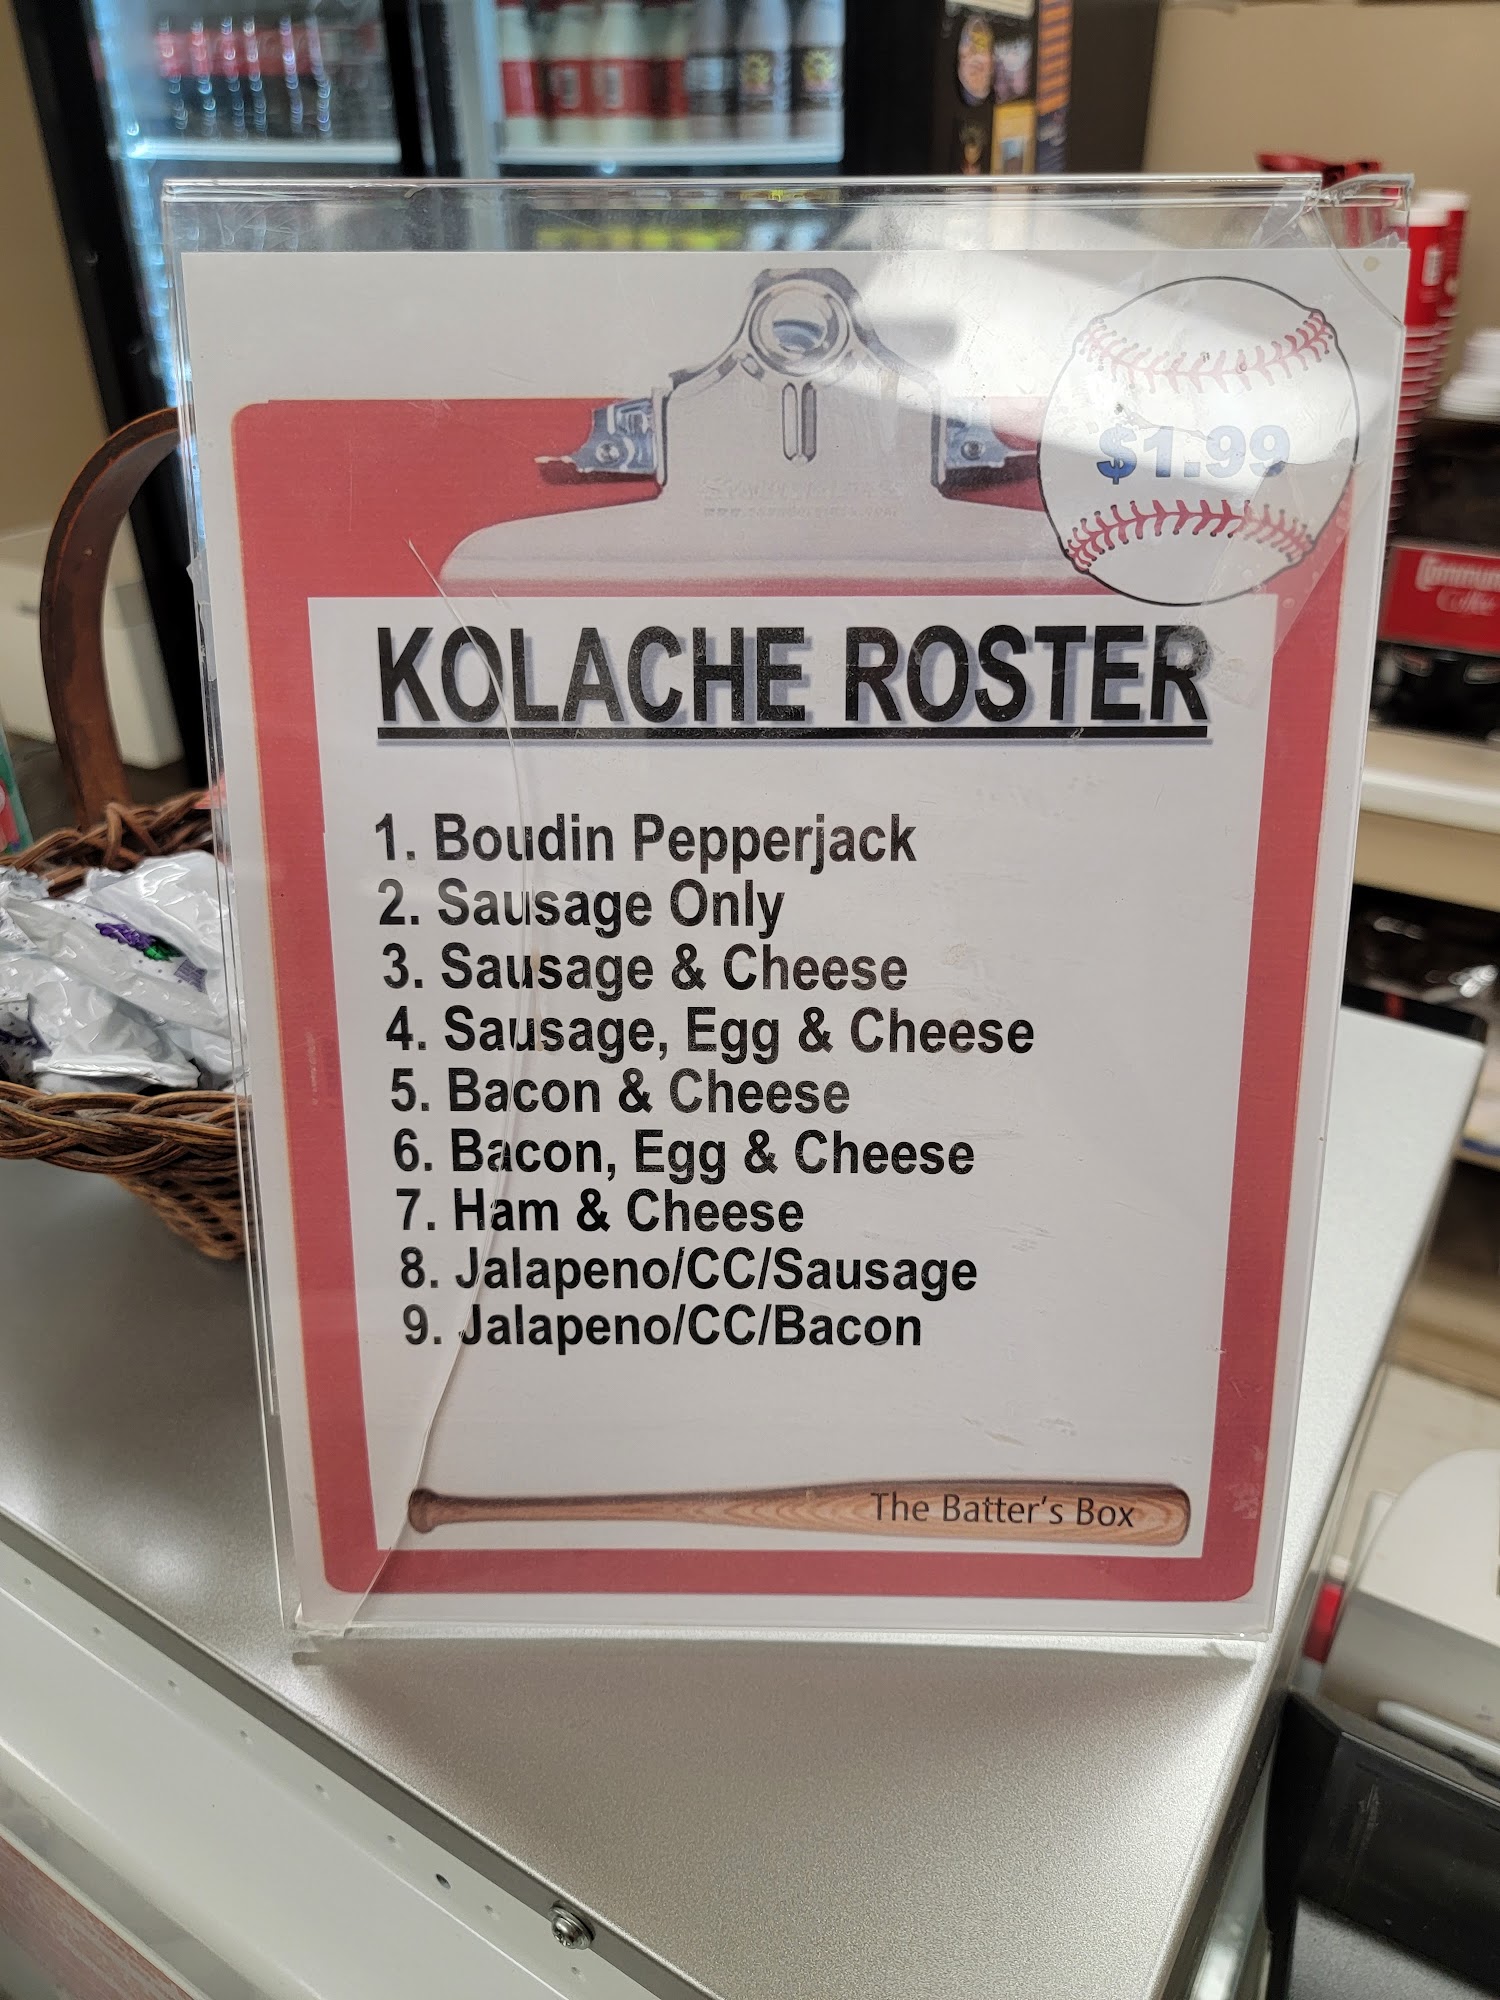 $1.99
KOLACHE ROSTER
1. Boudin Pepperjack
2. Sausage Only
3. Sausage & Cheese
4. Sausage, Egg & Cheese
5. Bacon & Cheese
6. Bacon, Egg & Cheese
7. Ham & Cheese
8. Jalapeno/CC/Sausage
9. Jalapeno/CC/Bacon
The Batter's Box